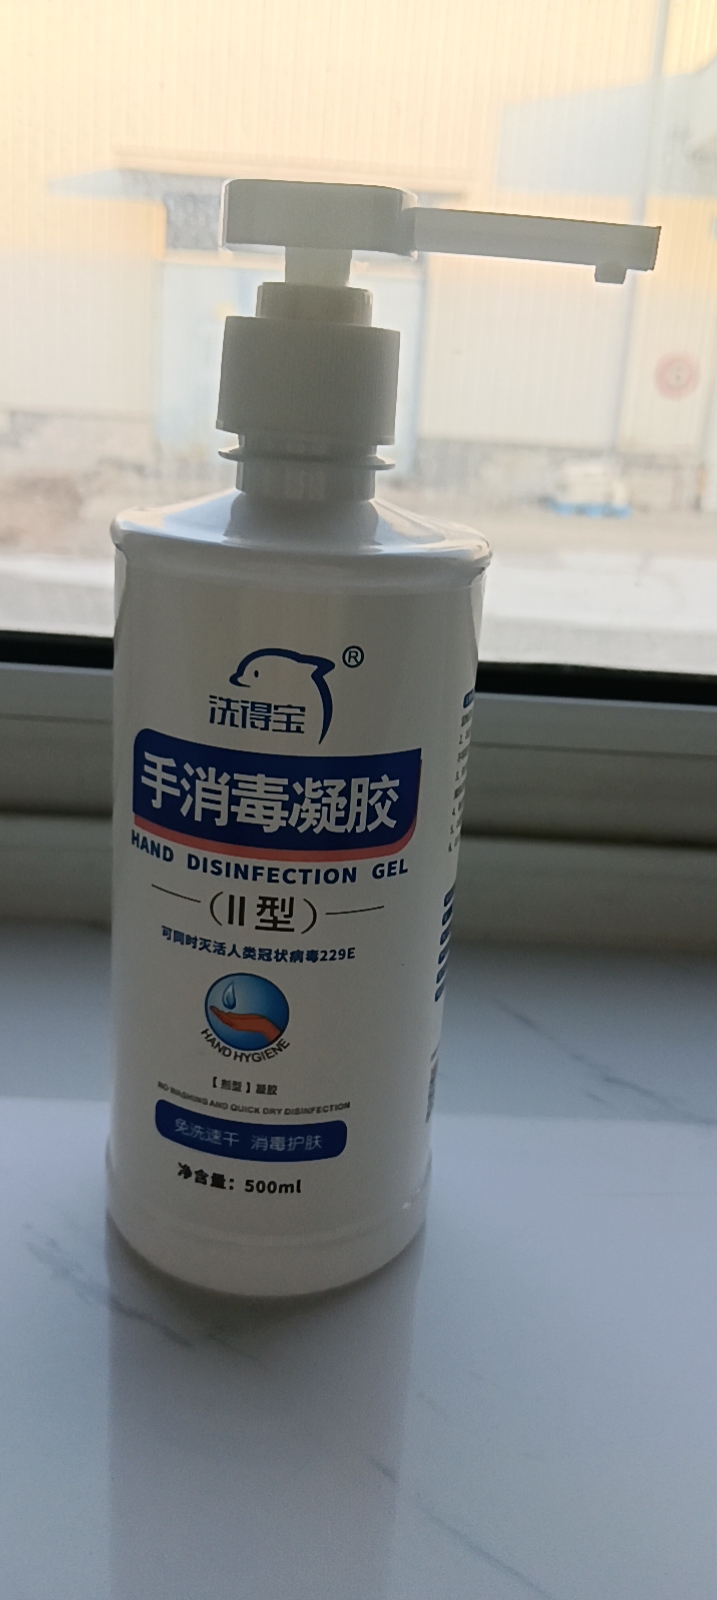 洗得宝®
手消毒凝胶
HAND DISINFECTION GEL
（II 型）
可同时灭活人类冠状病毒229E
HAND HYGIENE
【剂型】凝胶
NO WASHING AND QUICK DRY DISINFECTION
免洗速干 消毒护肤
净含量：500ml